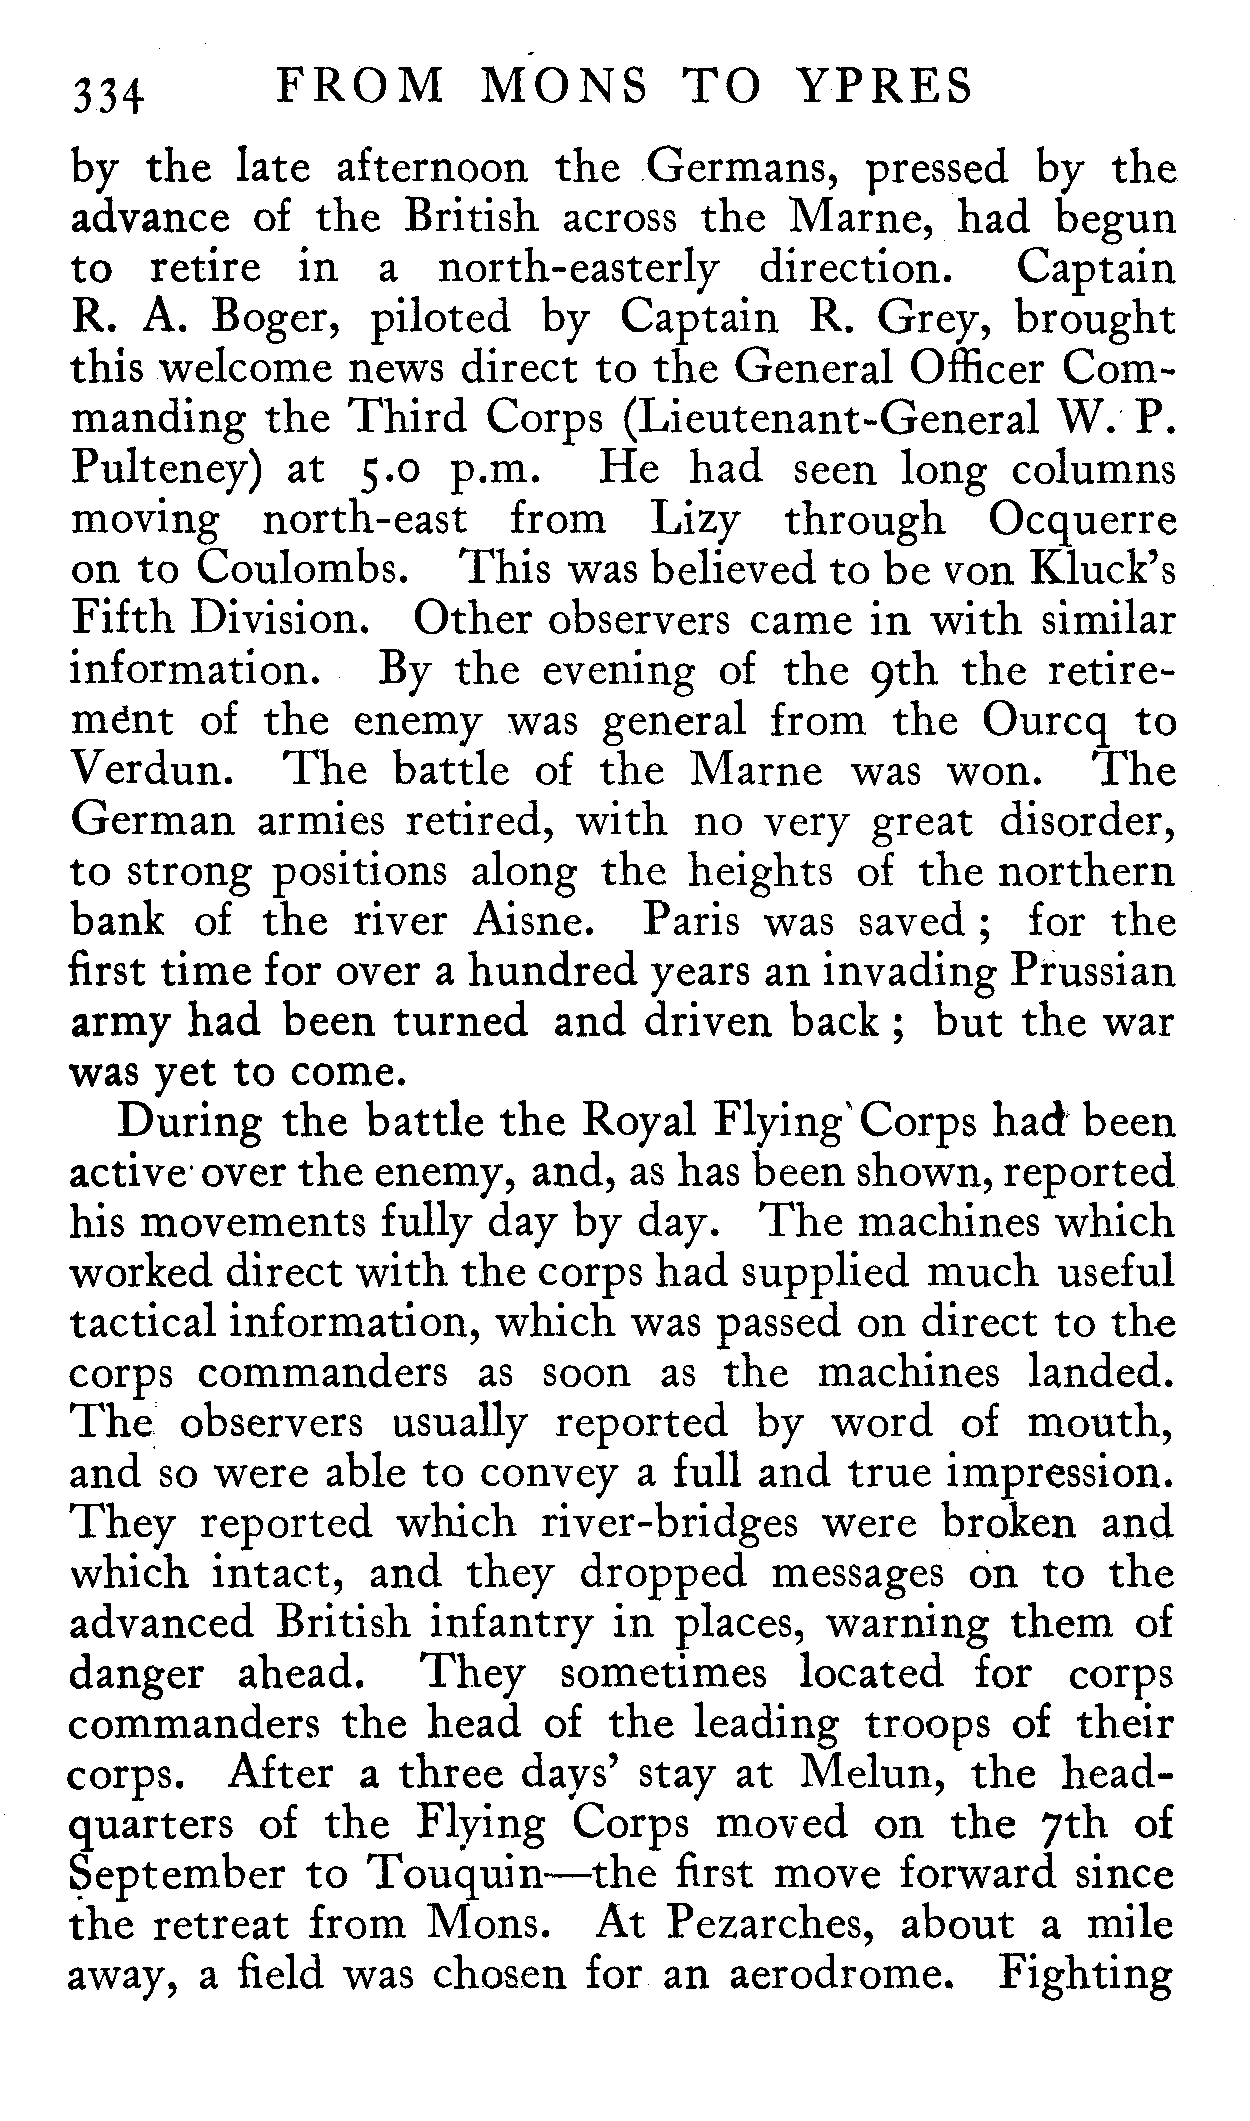 334 FROM MONS TO YPRES
by the late afternoon the Germans, pressed by the
advance of the British across the Marne, had begun
to retire in a north-easterly direction. Captain
R. A. Boger, piloted by Captain R. Grey, brought
this welcome news direct to the General Officer Com-
manding the Third Corps (Lieutenant-General W. P.
Pulteney) at 5.0 p.m. He had seen long columns
moving north-east from Lizy through Ocquerre
on to Coulombs. This was believed to be von Kluck's
Fifth Division. Other observers came in with similar
information. By the evening of the 9th the retire-
ment of the enemy was general from the Ourcq to
Verdun. The battle of the Marne was won. The
German armies retired, with no very great disorder,
to strong positions along the heights of the northern
bank of the river Aisne. Paris was saved ; for the
first time for over a hundred years an invading Prussian
army had been turned and driven back ; but the war
was yet to come.
During the battle the Royal Flying Corps had been
active over the enemy, and, as has been shown, reported
his movements fully day by day. The machines which
worked direct with the corps had supplied much useful
tactical information, which was passed on direct to the
corps commanders as soon as the machines landed.
The observers usually reported by word of mouth,
and so were able to convey a full and true impression.
They reported which river-bridges were broken and
which intact, and they dropped messages on to the
advanced British infantry in places, warning them of
danger ahead. They sometimes located for corps
commanders the head of the leading troops of their
corps. After a three days' stay at Melun, the head-
quarters of the Flying Corps moved on the 7th of
September to Touquin—the first move forward since
the retreat from Mons. At Pezarches, about a mile
away, a field was chosen for an aerodrome. Fighting